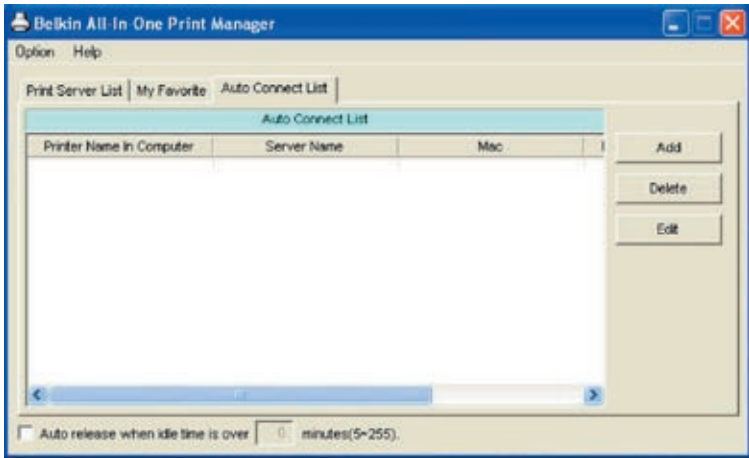 Belkin All-In-One Print Manager
Option Help
Print Server List My Favorite Auto Connect List
Auto Connect List
Printer Name In Computer Server Name Mac
Add
Delete
Edit
Auto release when idle time is over 0 minutes(5~255).